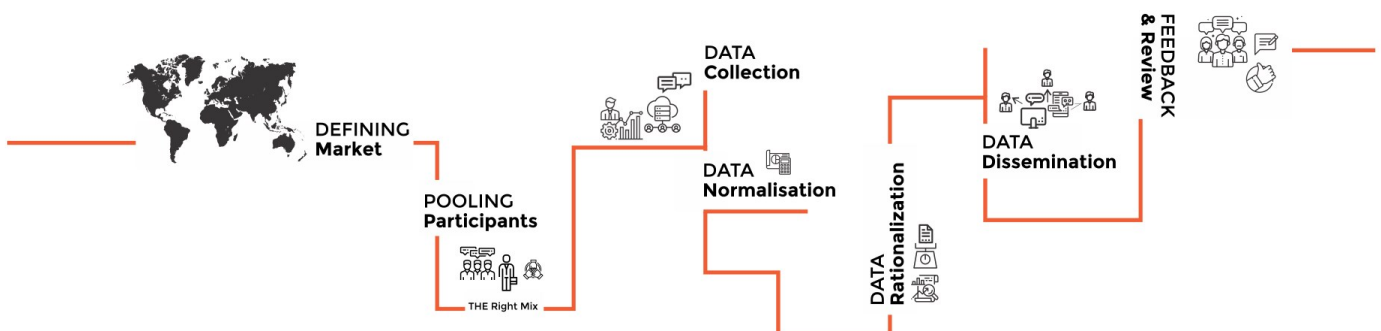 DEFINING
Market
POOLING
Participants
THE Right Mix
DATA
Collection
DATA
Normalisation
DATA
Rationalization
DATA
Dissemination
FEEDBACK
& Review